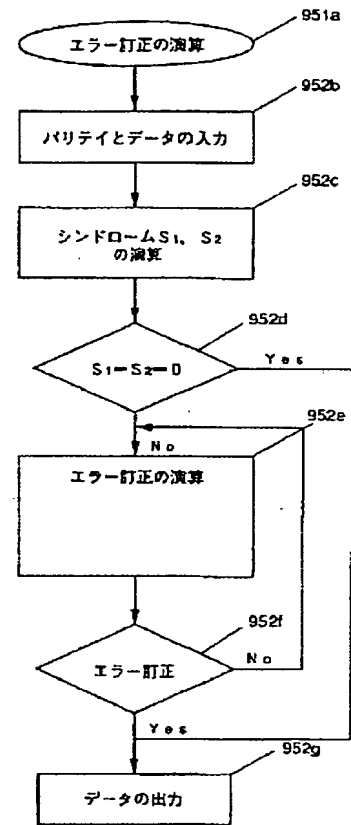 951a
エラー訂正の演算
952b
パリテイとデータの入力
952c
シンドロームS₁、S₂
の演算
952d
S₁=S₂=0
Yes
952e
No
エラー訂正の演算
952f
エラー訂正
No
Yes
952g
データの出力